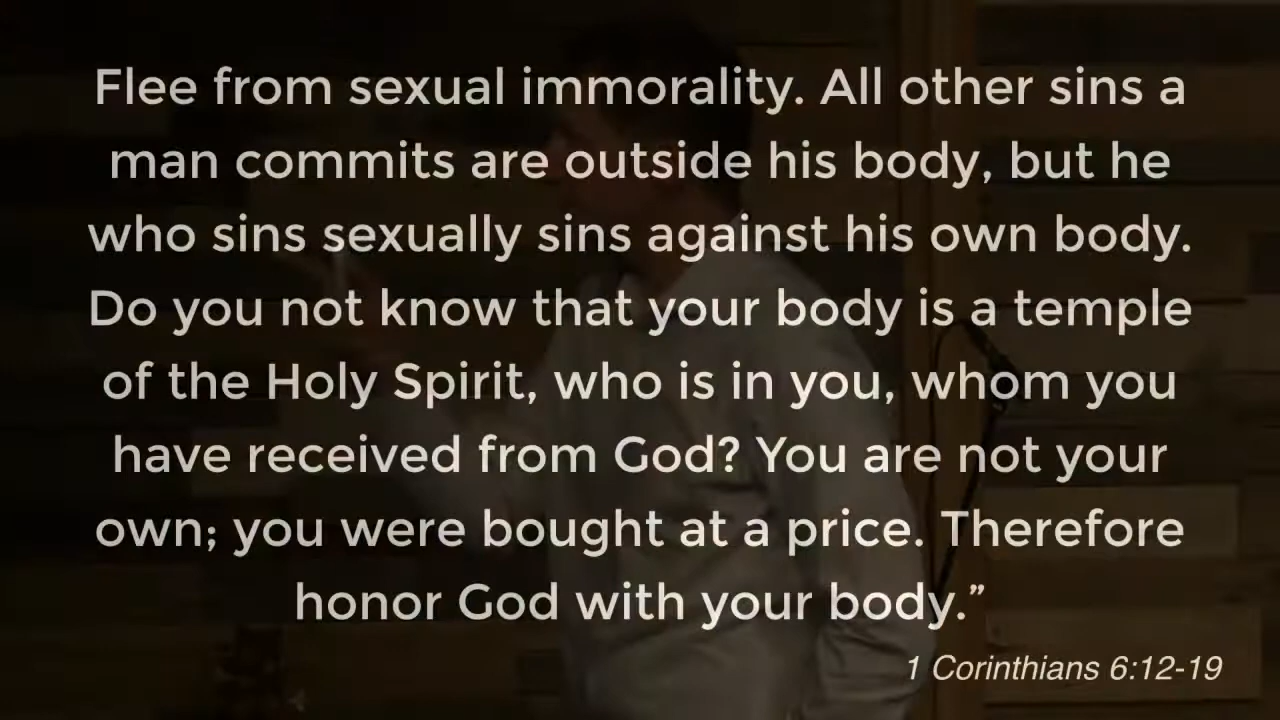 Flee from sexual immorality. All other sins a
man commits are outside his body, but he
who sins sexually sins against his own body.
Do you not know that your body is a temple
of the Holy Spirit, who is in you, whom you
have received from God? You are not your
own; you were bought at a price. Therefore
honor God with your body.”
1 Corinthians 6:12-19